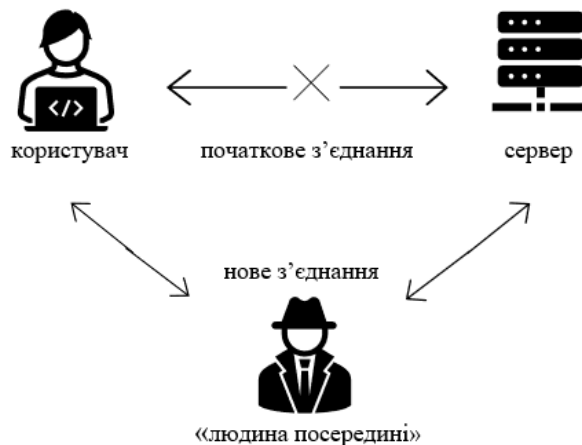 </>
користувач
початкове з’єднання
сервер
нове з’єднання
«людина посередині»